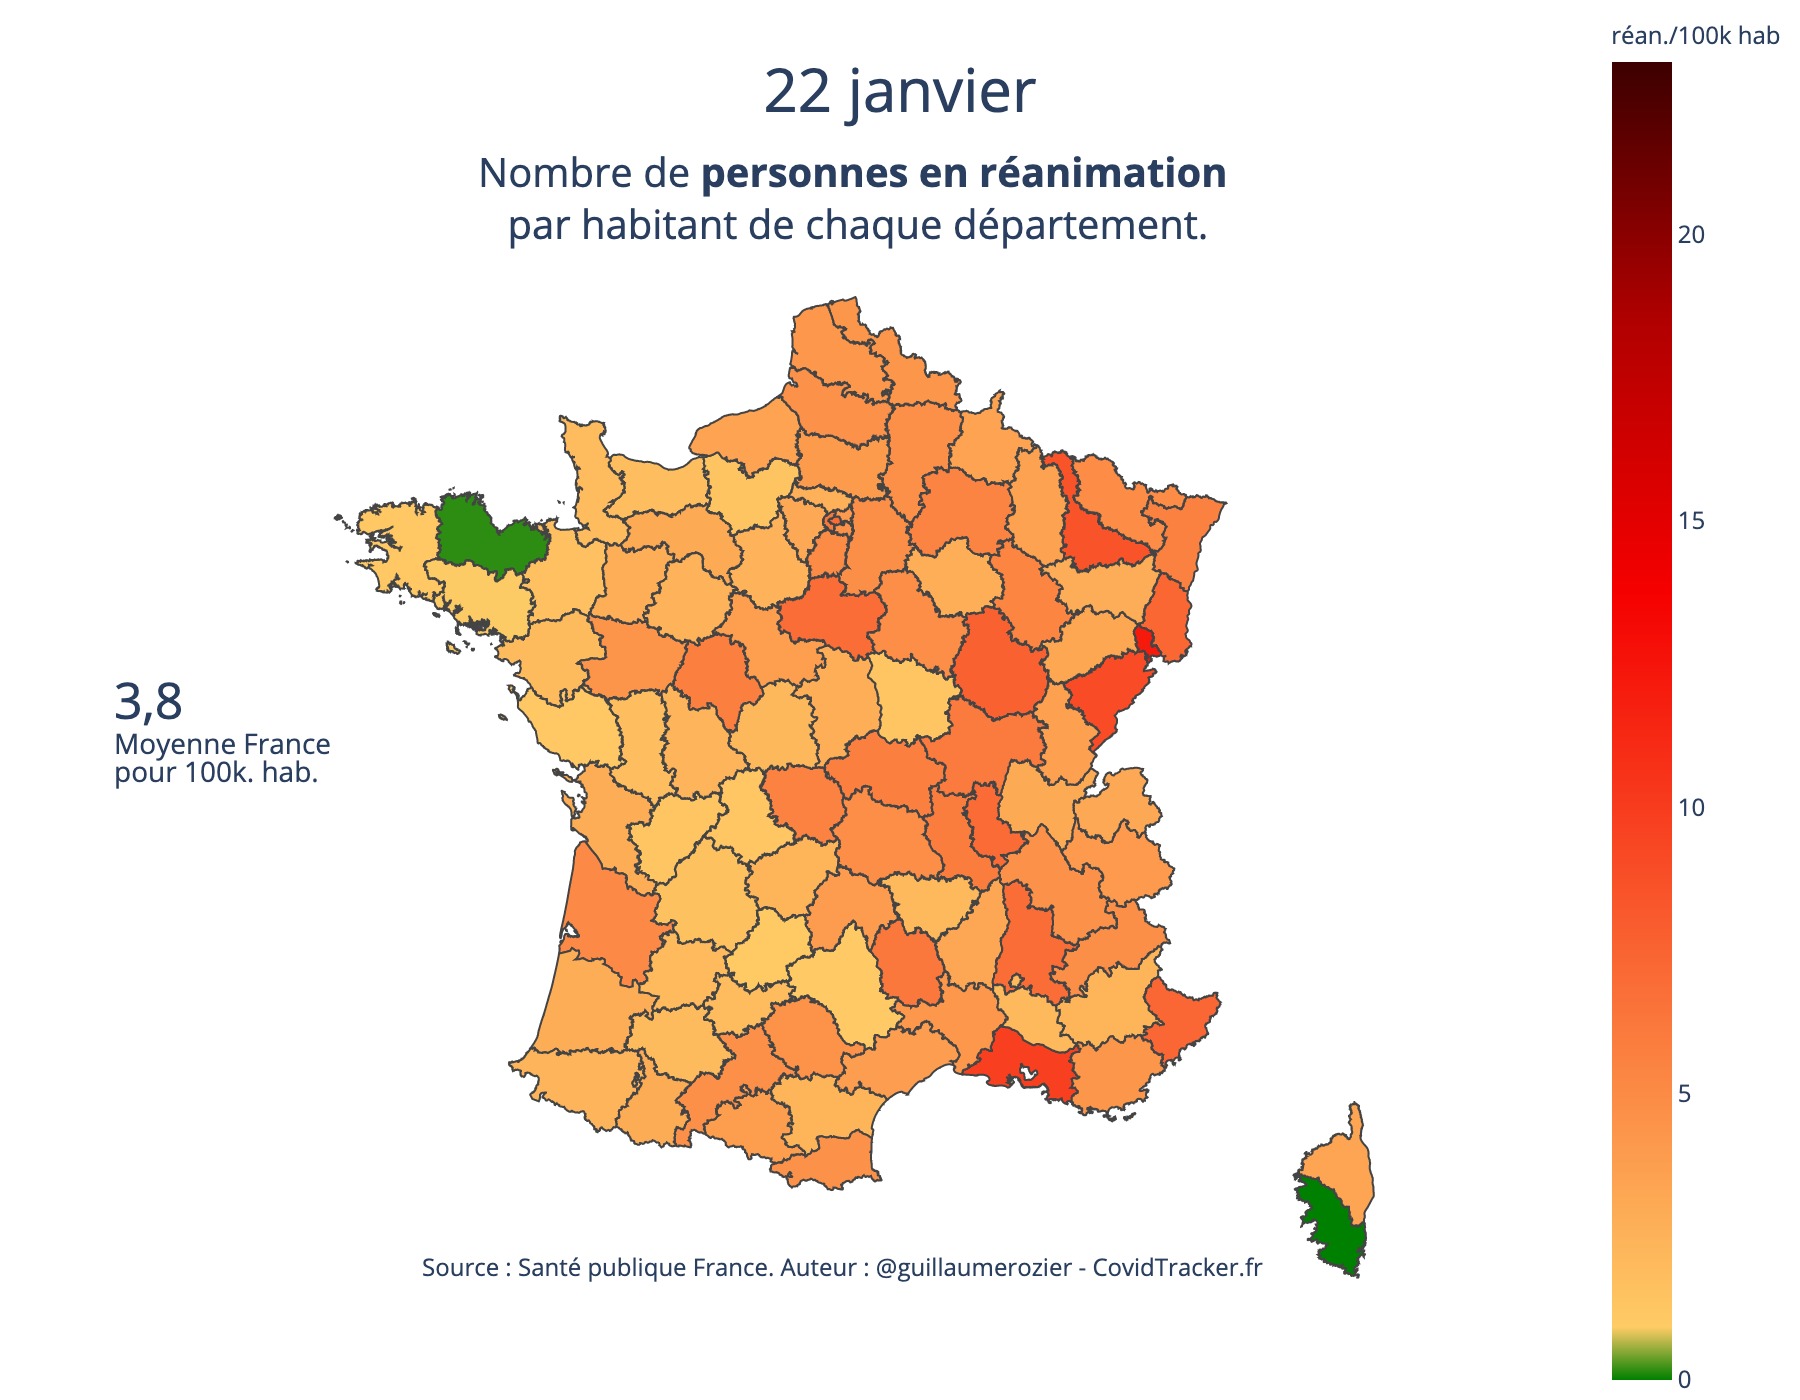 réan./100k hab
22 janvier
Nombre de personnes en réanimation
par habitant de chaque département.
20
15
3,8
Moyenne France
pour 100k. hab.
10
5
Source : Santé publique France. Auteur : @guillaumerozier - CovidTracker.fr
0